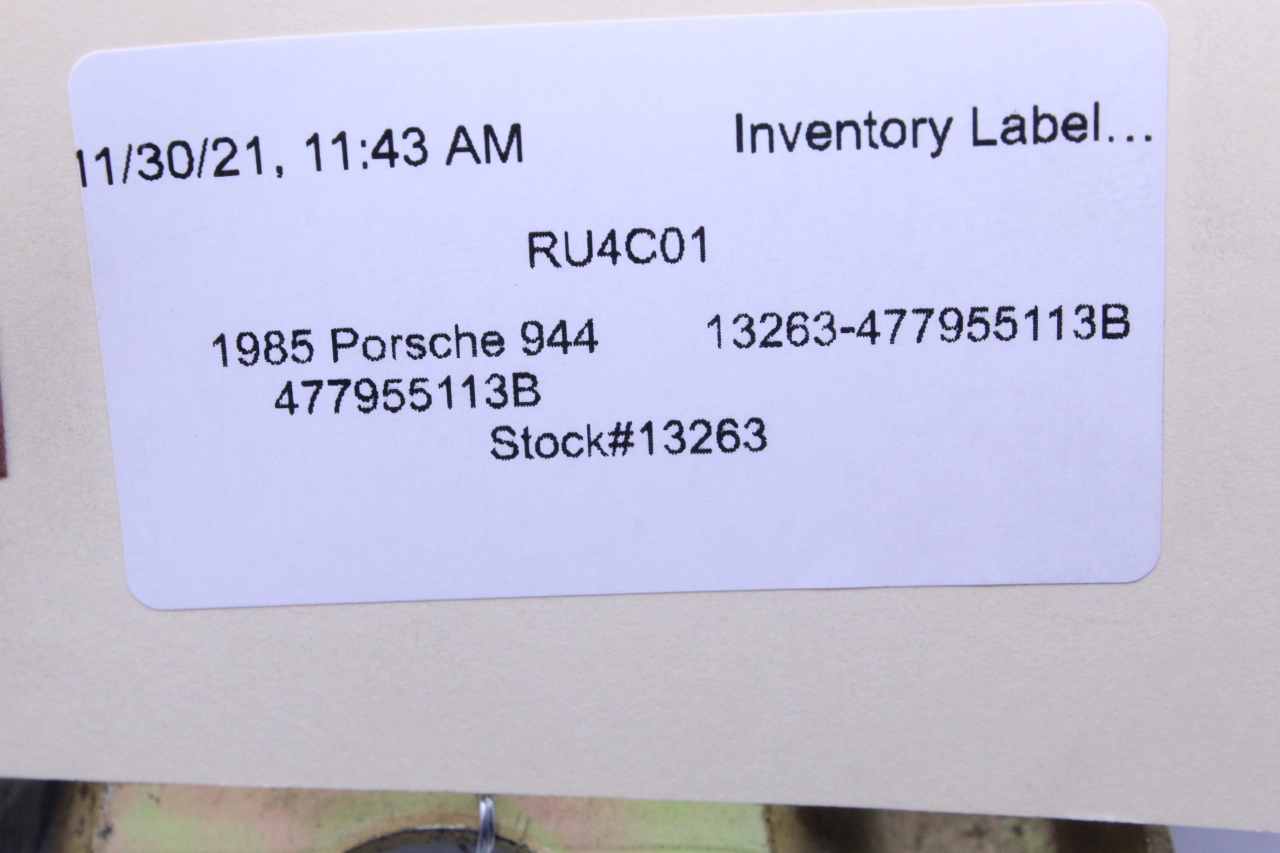 11/30/21, 11:43 AM Inventory Label...
RU4C01
1985 Porsche 944 13263-477955113B
477955113B
Stock#13263